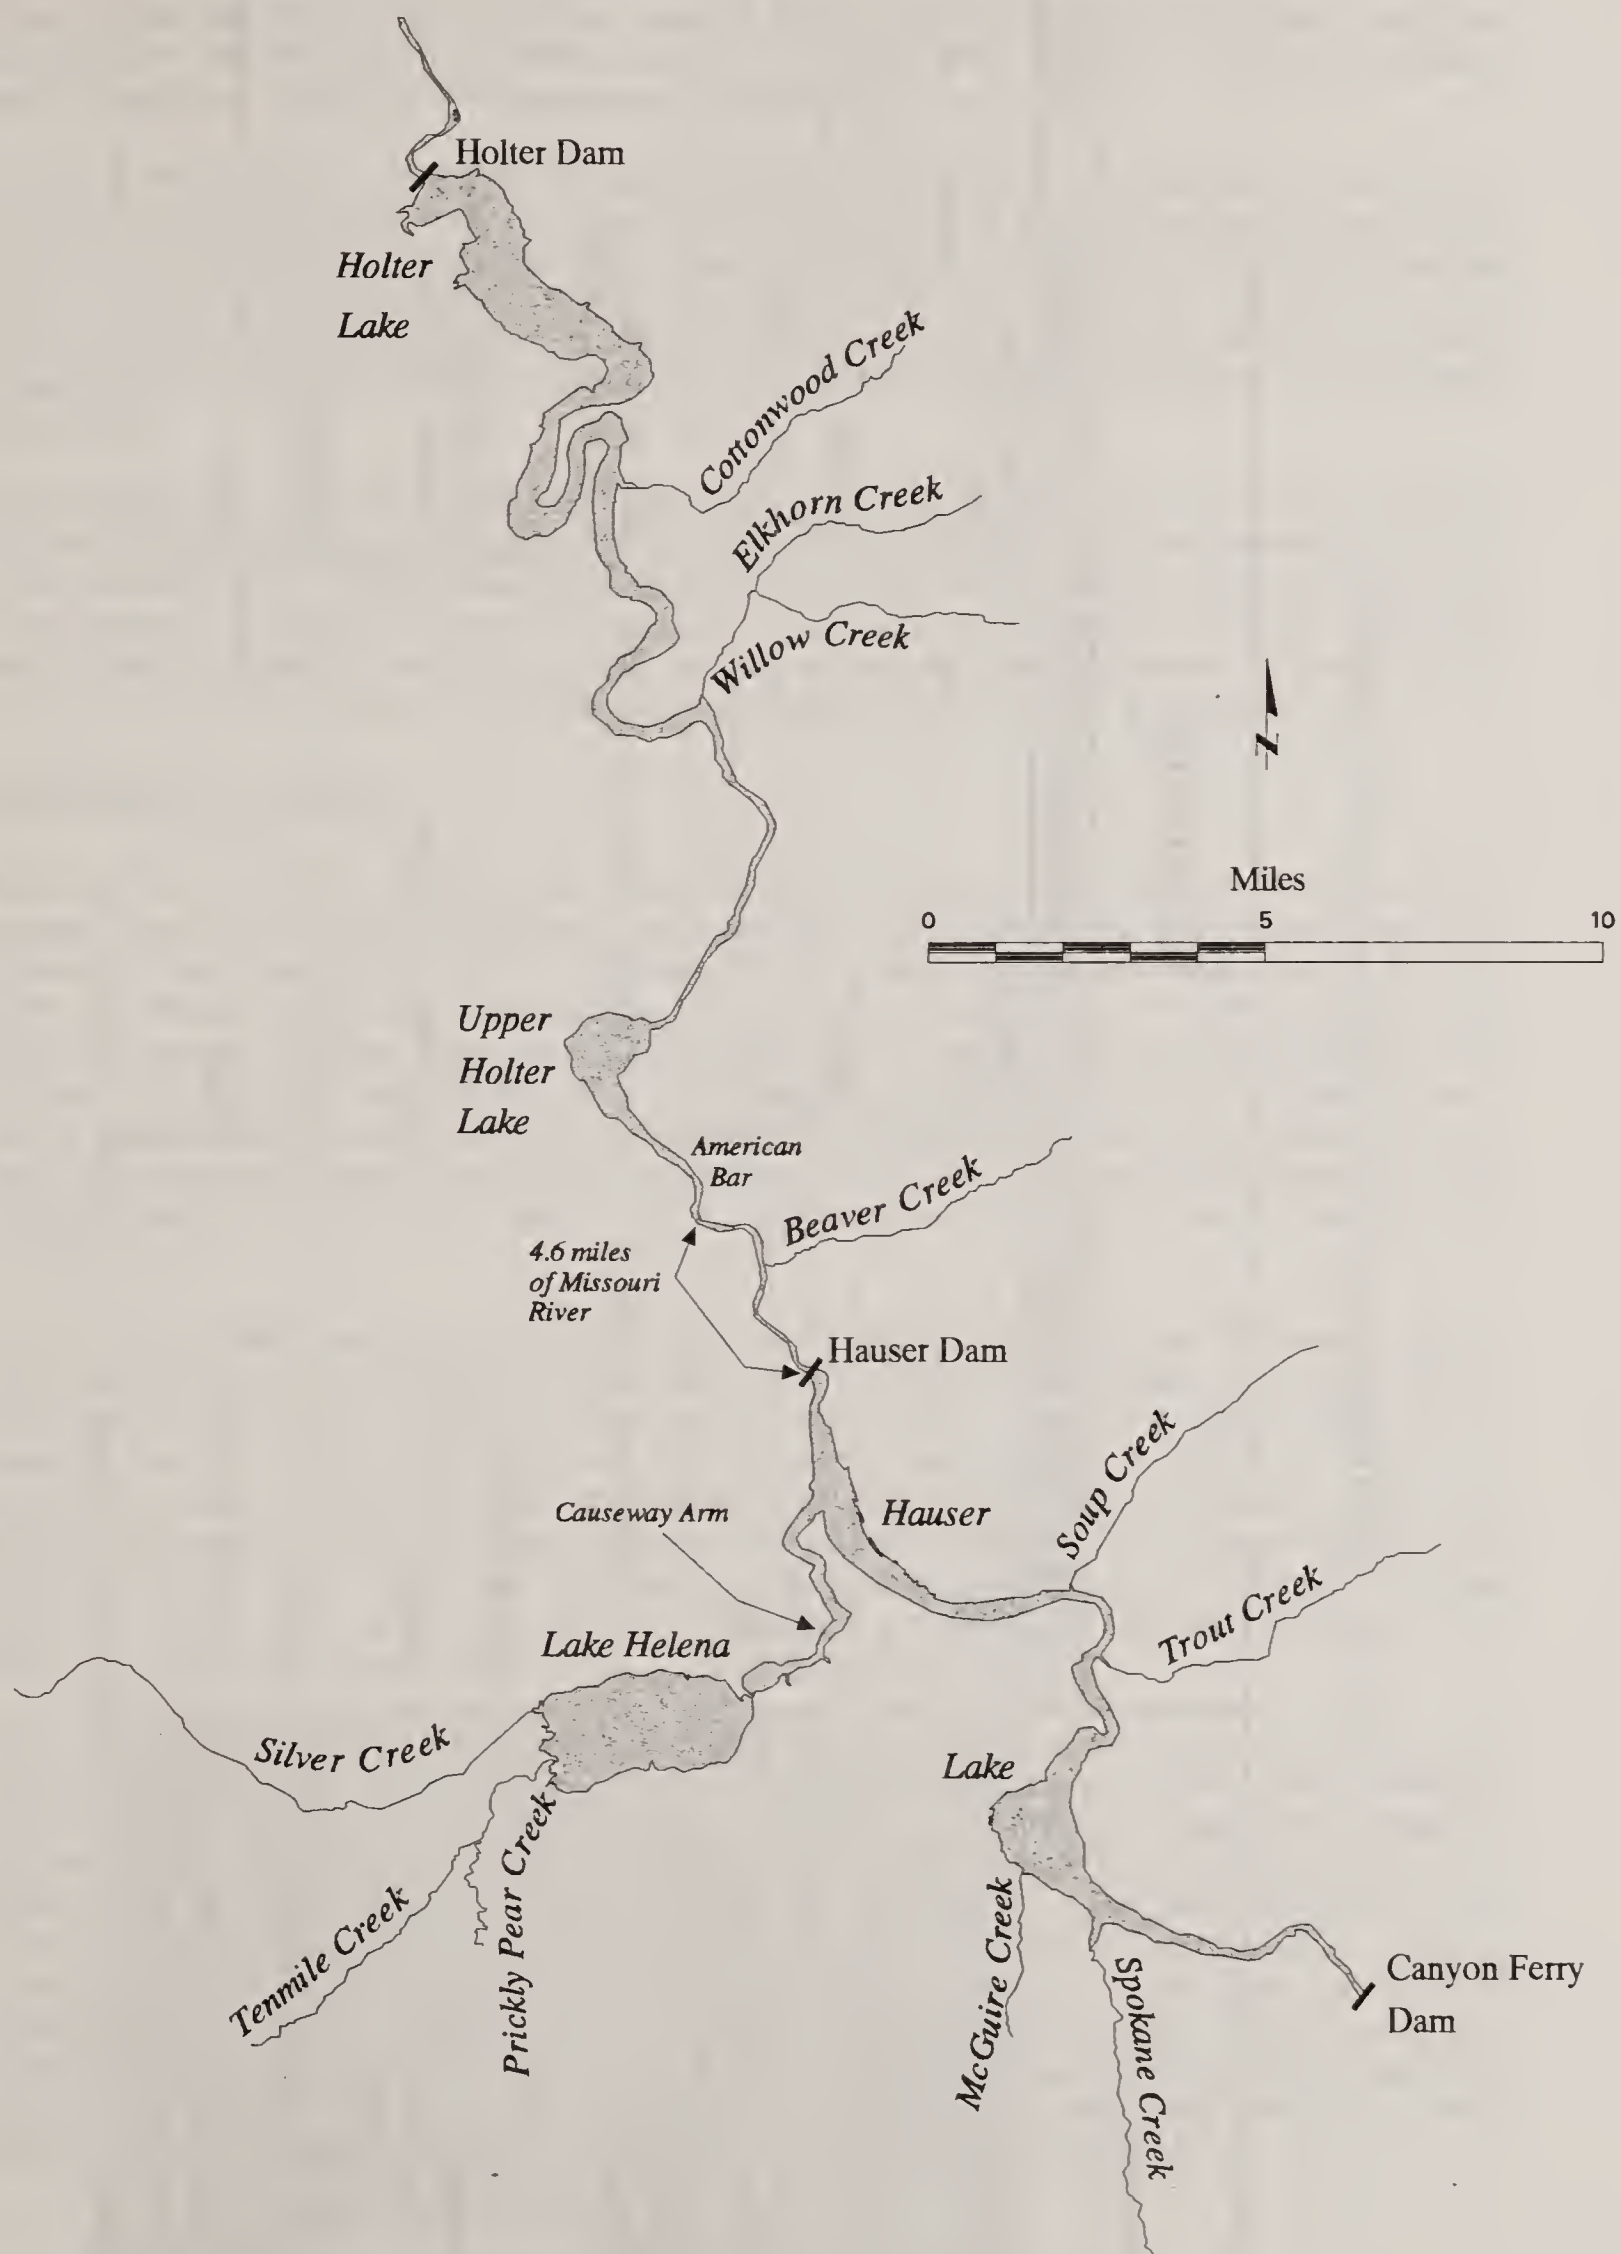 Holter Dam
Holter
Lake
Cottonwood Creek
Elkhorn Creek
Willow Creek
N
Miles
0 5 10
Upper
Holter
Lake
American
Bar
Beaver Creek
4.6 miles
of Missouri
River
Hauser Dam
Soup Creek
Causeway Arm
Hauser
Trout Creek
Lake Helena
Silver Creek
Lake
Prickly Pear Creek
Tenmile Creek
McGuire Creek
Spokane Creek
Canyon Ferry
Dam